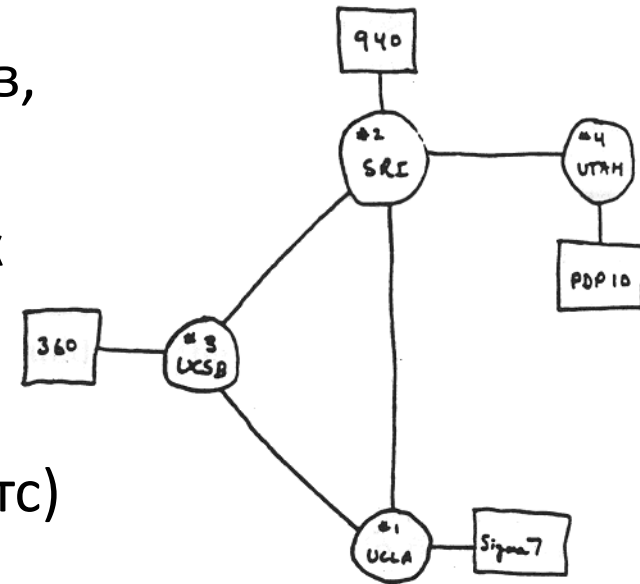 940
в,
#2
SRI
#4
UTAH
х
PDP 10
360
#3
UCSB
тс)
#1
UCLA
Sigma 7